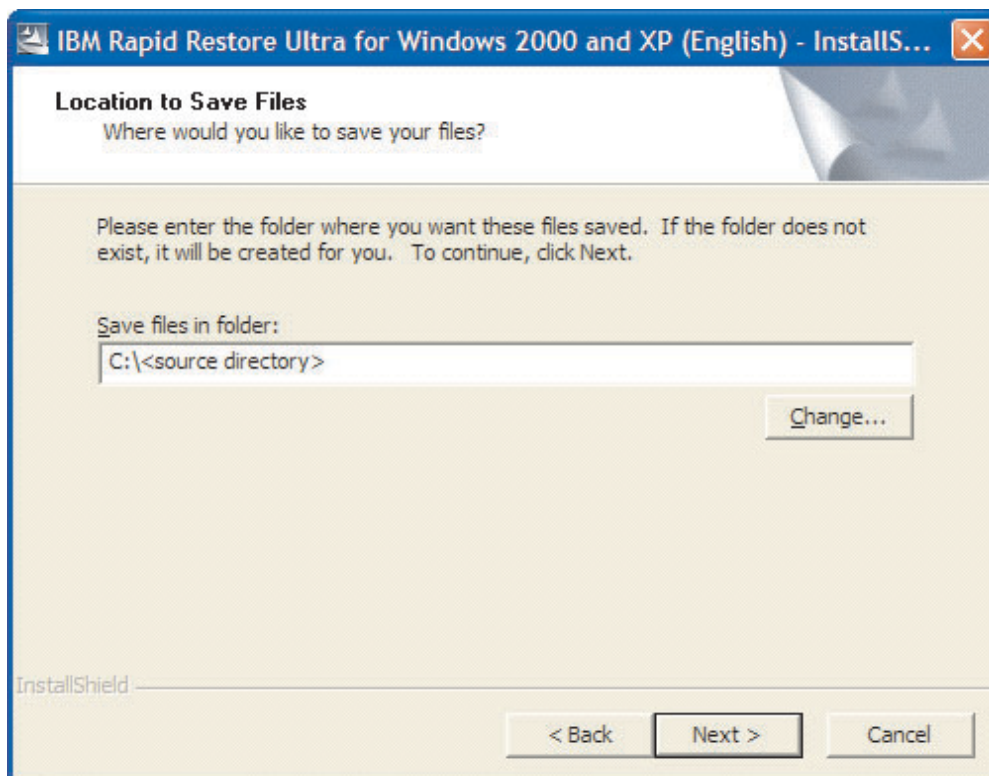 IBM Rapid Restore Ultra for Windows 2000 and XP (English) - InstallS...
Location to Save Files
Where would you like to save your files?
Please enter the folder where you want these files saved.  If the folder does not
exist, it will be created for you.   To continue, click Next.
Save files in folder:
C:\<source directory>
Change...
InstallShield
< Back
Next >
Cancel